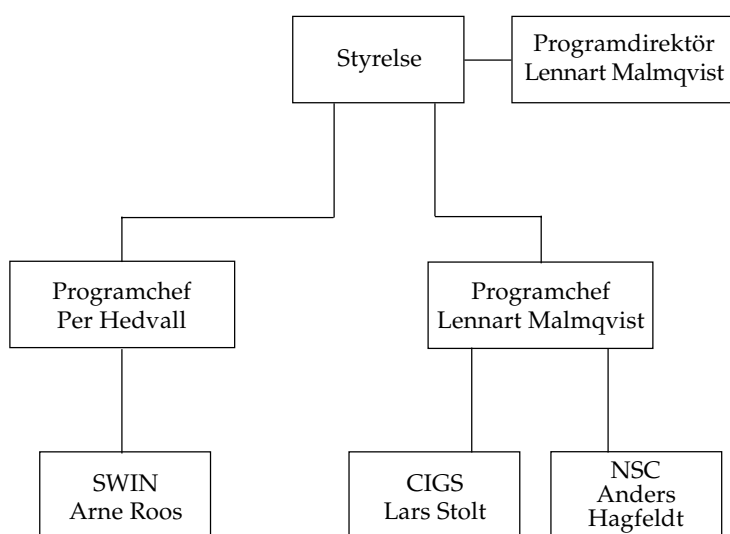 Styrelse
Programdirektör
Lennart Malmqvist
Programchef
Per Hedvall
Programchef
Lennart Malmqvist
SWIN
Arne Roos
CIGS
Lars Stolt
NSC
Anders
Hagfeldt